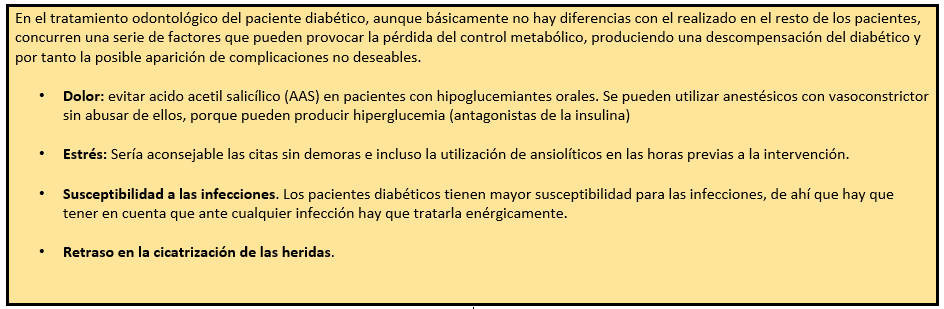 En el tratamiento odontológico del paciente diabético, aunque básicamente no hay diferencias con el realizado en el resto de los pacientes,
concurren una serie de factores que pueden provocar la pérdida del control metabólico, produciendo una descompensación del diabético y
por tanto la posible aparición de complicaciones no deseables.
• Dolor: evitar acido acetil salicílico (AAS) en pacientes con hipoglucemiantes orales. Se pueden utilizar anestésicos con vasoconstrictor
sin abusar de ellos, porque pueden producir hiperglucemia (antagonistas de la insulina)
• Estrés: Sería aconsejable las citas sin demoras e incluso la utilización de ansiolíticos en las horas previas a la intervención.
• Susceptibilidad a las infecciones. Los pacientes diabéticos tienen mayor susceptibilidad para las infecciones, de ahí que hay que
tener en cuenta que ante cualquier infección hay que tratarla enérgicamente.
• Retraso en la cicatrización de las heridas.